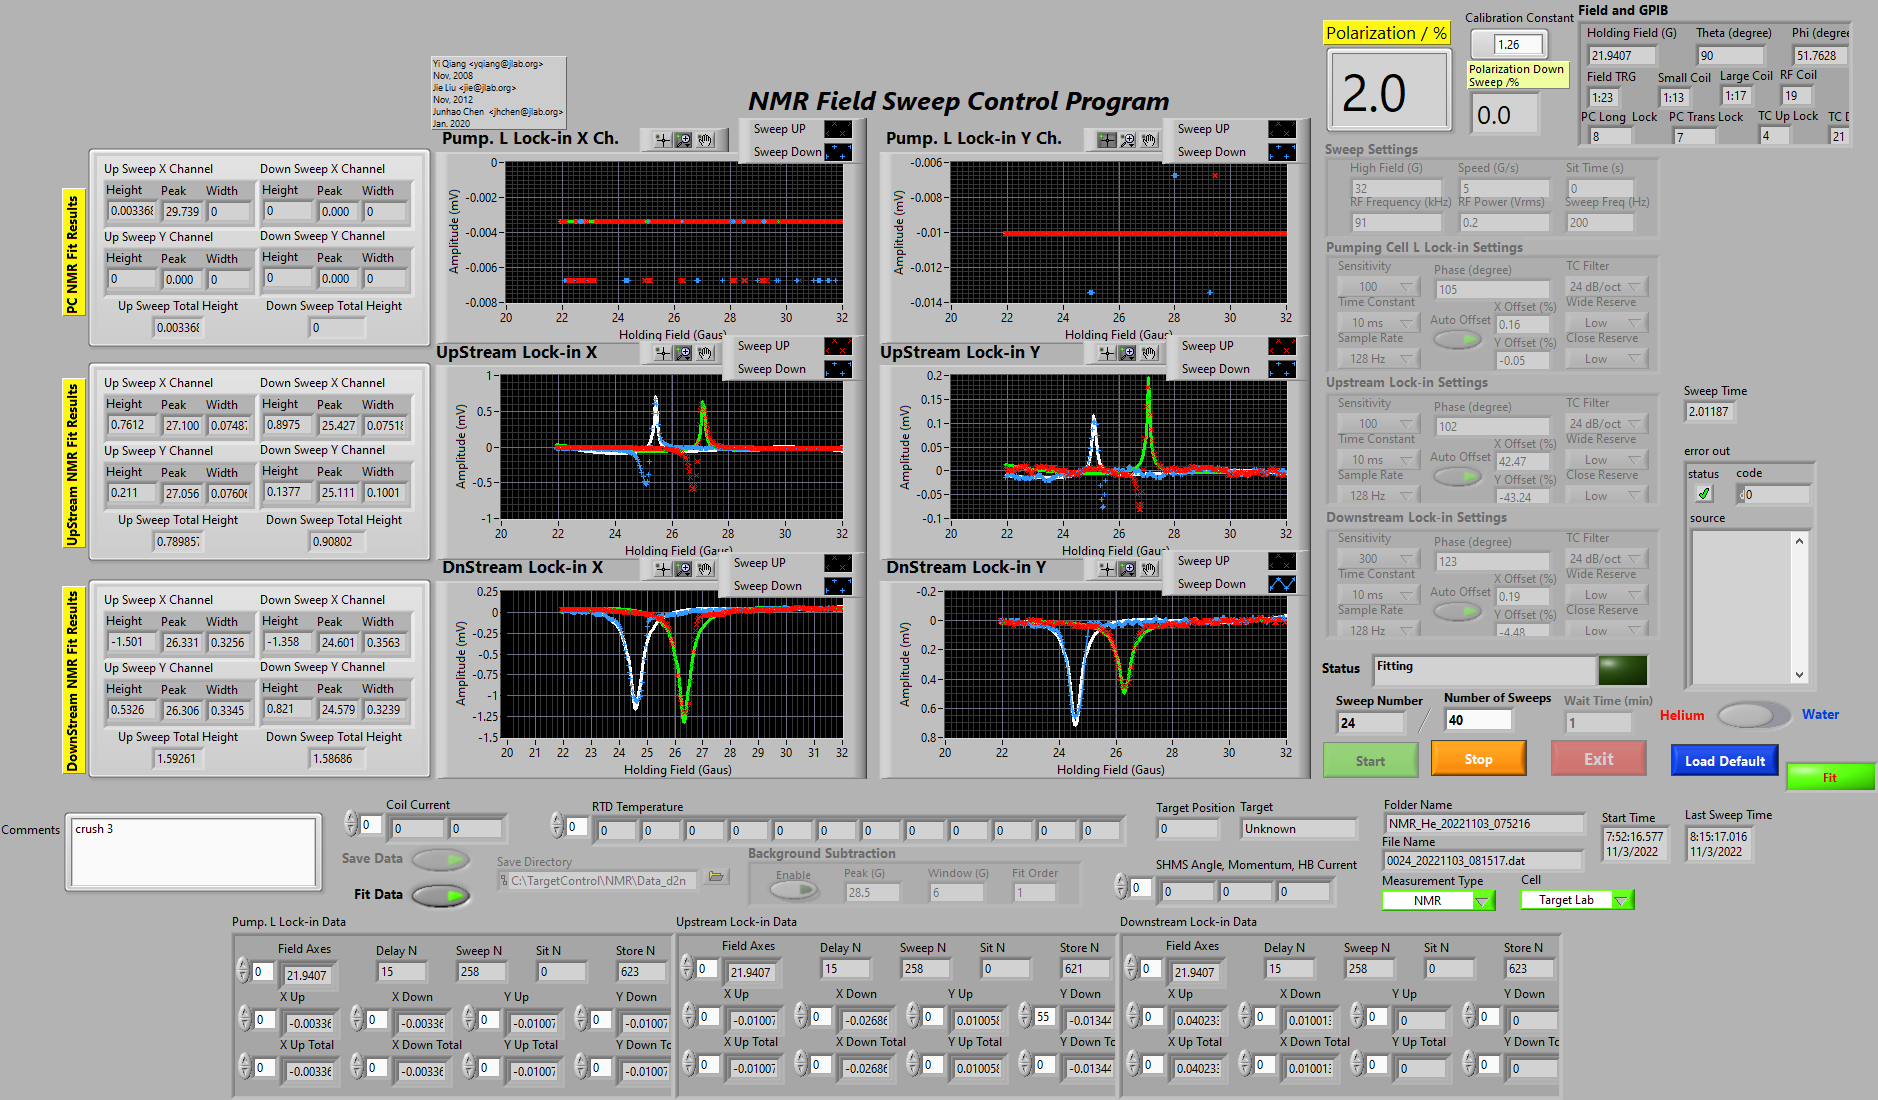 Yi Qiang <yqiang@jlab.org>
Nov, 2008
Jie Liu <jie@jlab.org>
Nov, 2012
Junhao Chen <jhchen@jlab.org>
Jan. 2020
NMR Field Sweep Control Program
Polarization / %
2.0
Calibration Constant
1.26
Polarization Down
Sweep /%
0.0
Field and GPIB
Holding Field (G) Theta (degree) Phi (degree
21.9407 90 51.7628
Field TRG Small Coil Large Coil RF Coil
1:23 1:13 1:17 19
PC Long Lock PC Trans Lock TC Up Lock TC D
8 7 4 21
PC NMR Fit Results
Up Sweep X Channel Down Sweep X Channel
Height Peak Width Height Peak Width
0.003368 29.739 0 0 0.000 0
Up Sweep Y Channel Down Sweep Y Channel
Height Peak Width Height Peak Width
0 0.000 0 0 0.000 0
Up Sweep Total Height Down Sweep Total Height
0.003368 0
Pump. L Lock-in X Ch.
Sweep UP
Sweep Down
Amplitude (mV)
0-
-0.002-
-0.004-
-0.006-
-0.008-
20 22 24 26 28 30 32
Holding Field (Gaus)
Pump. L Lock-in Y Ch.
Sweep UP
Sweep Down
Amplitude (mV)
-0.006-
-0.008-
-0.01-
-0.012-
-0.014-
20 22 24 26 28 30 32
Holding Field (Gaus)
UpStream NMR Fit Results
Up Sweep X Channel Down Sweep X Channel
Height Peak Width Height Peak Width
0.7612 27.100 0.07487 0.8975 25.427 0.07518
Up Sweep Y Channel Down Sweep Y Channel
Height Peak Width Height Peak Width
0.211 27.056 0.07606 0.1377 25.111 0.1001
Up Sweep Total Height Down Sweep Total Height
0.789857 0.90802
UpStream Lock-in X
Sweep UP
Sweep Down
Amplitude (mV)
1-
0.5-
0-
-0.5-
-1-
20 22 24 26 28 30 32
Holding Field (Gaus)
UpStream Lock-in Y
Sweep UP
Sweep Down
Amplitude (mV)
0.2-
0.15-
0.1-
0.05-
0-
-0.05-
-0.1-
20 22 24 26 28 30 32
Holding Field (Gaus)
DownStream NMR Fit Results
Up Sweep X Channel Down Sweep X Channel
Height Peak Width Height Peak Width
-1.501 26.331 0.3256 -1.358 24.601 0.3563
Up Sweep Y Channel Down Sweep Y Channel
Height Peak Width Height Peak Width
0.5326 26.306 0.3345 0.821 24.579 0.3239
Up Sweep Total Height Down Sweep Total Height
1.59261 1.58686
DnStream Lock-in X
Sweep UP
Sweep Down
Amplitude (mV)
0.25
0-
-0.25-
-0.5-
-0.75-
-1-
-1.25-
-1.5-
20 21 22 23 24 25 26 27 28 29 30 32
Holding Field (Gaus)
DnStream Lock-in Y
Sweep UP
Sweep Down
Amplitude (mV)
-0.2-
0-
0.2-
0.4-
0.6-
0.8-
20 22 24 26 28 30 32
Holding Field (Gaus)
Sweep Settings
High Field (G) Speed (G/s) Sit Time (s)
32 5 0
RF Frequency (kHz) RF Power (Vrms) Sweep Freq (Hz)
91 0.2 200
Pumping Cell L Lock-in Settings
Sensitivity Phase (degree) TC Filter
100 105 24 dB/oct
Time Constant X Offset (%) Wide Reserve
10 ms Auto Offset 0.16 Low
Sample Rate Y Offset (%) Close Reserve
128 Hz -0.05 Low
Upstream Lock-in Settings
Sensitivity Phase (degree) TC Filter
100 102 24 dB/oct
Time Constant X Offset (%) Wide Reserve
10 ms Auto Offset 42.47 Low
Sample Rate Y Offset (%) Close Reserve
128 Hz -43.24 Low
Downstream Lock-in Settings
Sensitivity Phase (degree) TC Filter
300 123 24 dB/oct
Time Constant X Offset (%) Wide Reserve
10 ms Auto Offset 0.19 Low
Sample Rate Y Offset (%) Close Reserve
128 Hz -4.48 Low
Sweep Time
2.01187
error out
status code
0
source
Status Fitting
Sweep Number Number of Sweeps Wait Time (min)
24 / 40 1
Helium Water
Start Stop Exit Load Default Fit
Comments crush 3
Coil Current
0 0 0
Save Data
Fit Data
RTD Temperature
0 0 0 0 0 0 0 0 0 0 0 0 0
Save Directory
C:\TargetControl\NMR\Data_d2n
Background Subtraction
Enable Peak (G) Window (G) Fit Order
28.5 6 1
Target Position Target
0 Unknown
SHMS Angle, Momentum, HB Current
0 0 0 0
Folder Name
NMR_He_20221103_075216
File Name
0024_20221103_081517.dat
Measurement Type Cell
NMR Target Lab
Start Time
7:52:16.577
11/3/2022
Last Sweep Time
8:15:17.016
11/3/2022
Pump. L Lock-in Data
Field Axes Delay N Sweep N Sit N Store N
0 21.9407 15 258 0 623
X Up X Down Y Up Y Down
0 -0.00336 0 -0.00336 0 -0.01007 0 -0.01007
X Up Total X Down Total Y Up Total Y Down To
0 -0.00336 0 -0.00336 0 -0.01007 0 -0.01007
Upstream Lock-in Data
Field Axes Delay N Sweep N Sit N Store N
0 21.9407 15 258 0 621
X Up X Down Y Up Y Down
0 -0.01007 0 -0.02686 0 0.010058 55 -0.01344
X Up Total X Down Total Y Up Total Y Down To
0 -0.01007 0 -0.02686 0 0.010058 0 -0.01344
Downstream Lock-in Data
Field Axes Delay N Sweep N Sit N Store N
0 21.9407 15 258 0 623
X Up X Down Y Up Y Down
0 0.040233 0 0.010013 0 0 0 0
X Up Total X Down Total Y Up Total Y Down To
0 0.040233 0 0.010013 0 0 0 0